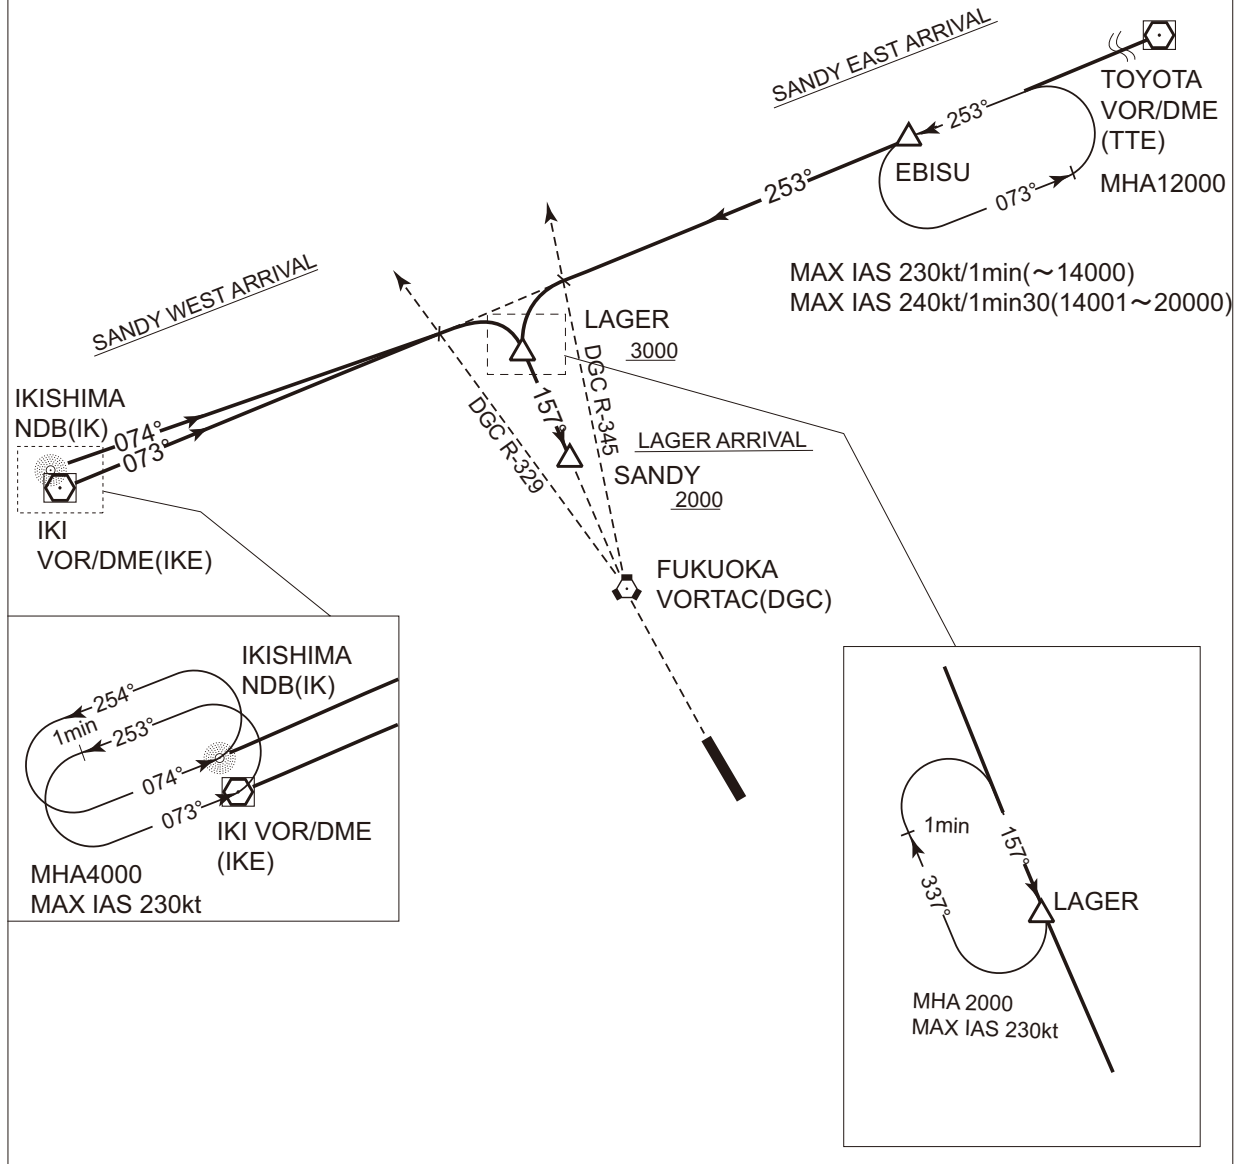 SANDY EAST ARRIVAL
TOYOTA
VOR/DME
(TTE)
MHA12000
253°
EBISU
073°
253°
MAX IAS 230kt/1min(～14000)
MAX IAS 240kt/1min30(14001～20000)
SANDY WEST ARRIVAL
LAGER
3000
DGC R-345
DGC R-329
157°
LAGER ARRIVAL
SANDY
2000
IKISHIMA
NDB(IK)
074°
073°
IKI
VOR/DME(IKE)
FUKUOKA
VORTAC(DGC)
IKISHIMA
NDB(IK)
254°
1min
253°
074°
073°
IKI VOR/DME
(IKE)
MHA4000
MAX IAS 230kt
1min
157°
337°
LAGER
MHA 2000
MAX IAS 230kt